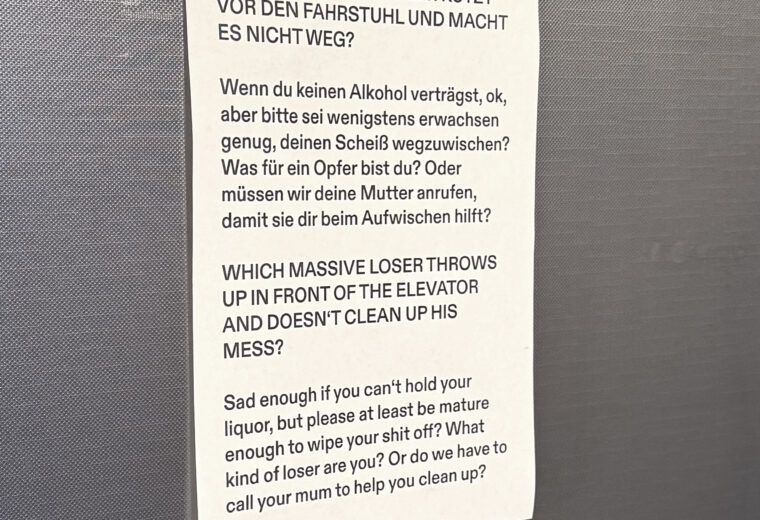 VOR DEN FAHRSTUHL UND MACHT
ES NICHT WEG?
Wenn du keinen Alkohol verträgst, ok,
aber bitte sei wenigstens erwachsen
genug, deinen Scheiß wegzuwischen?
Was für ein Opfer bist du? Oder
müssen wir deine Mutter anrufen,
damit sie dir beim Aufwischen hilft?
WHICH MASSIVE LOSER THROWS
UP IN FRONT OF THE ELEVATOR
AND DOESN‘T CLEAN UP HIS
MESS?
Sad enough if you can‘t hold your
liquor, but please at least be mature
enough to wipe your shit off? What
kind of loser are you? Or do we have to
call your mum to help you clean up?